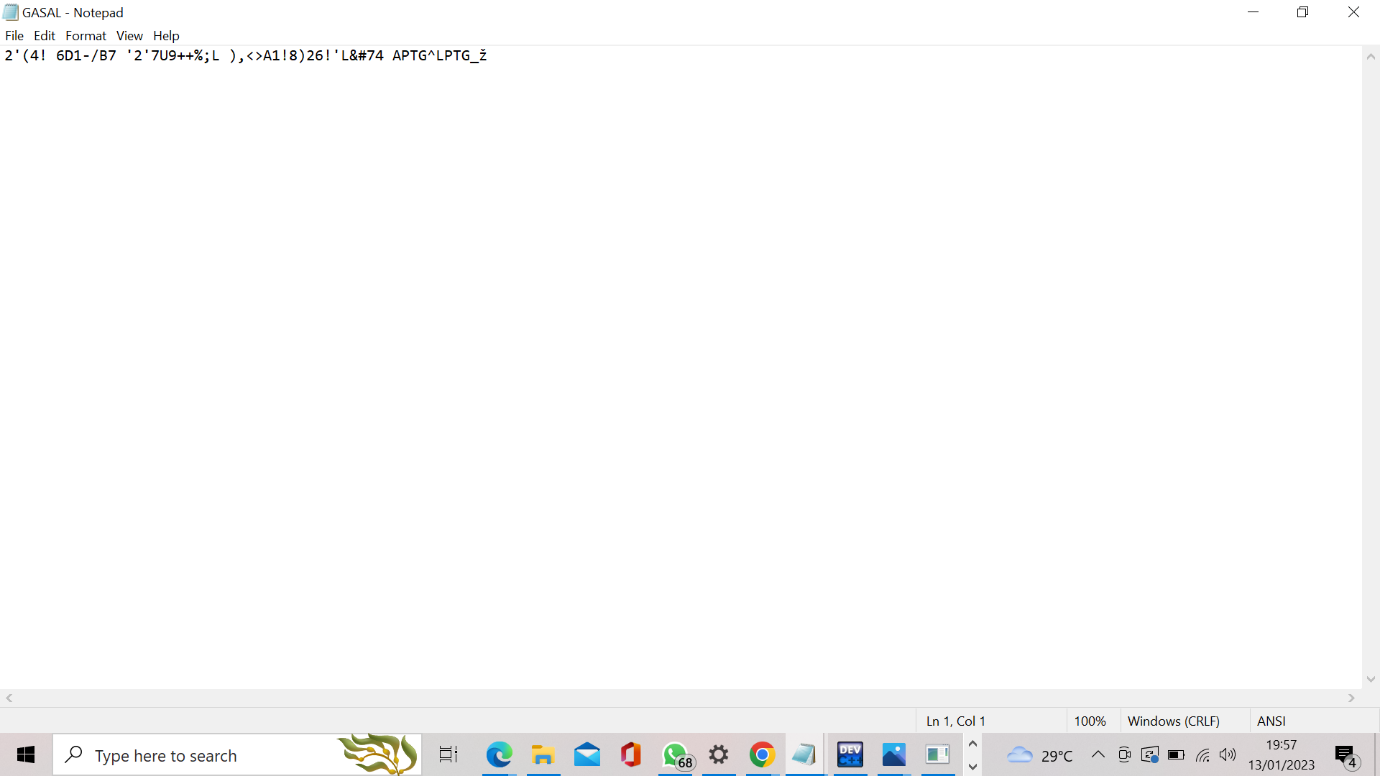 GASAL - Notepad
File Edit Format View Help
2'(4! 6D1-/B7 '2'7U9++%;L ),<>A1!8)26!'L&#74 APTG^LPTG_ž
Ln 1, Col 1 100% Windows (CRLF) ANSI
Type here to search 68 DEV C++ 29°C 19:57 4
13/01/2023